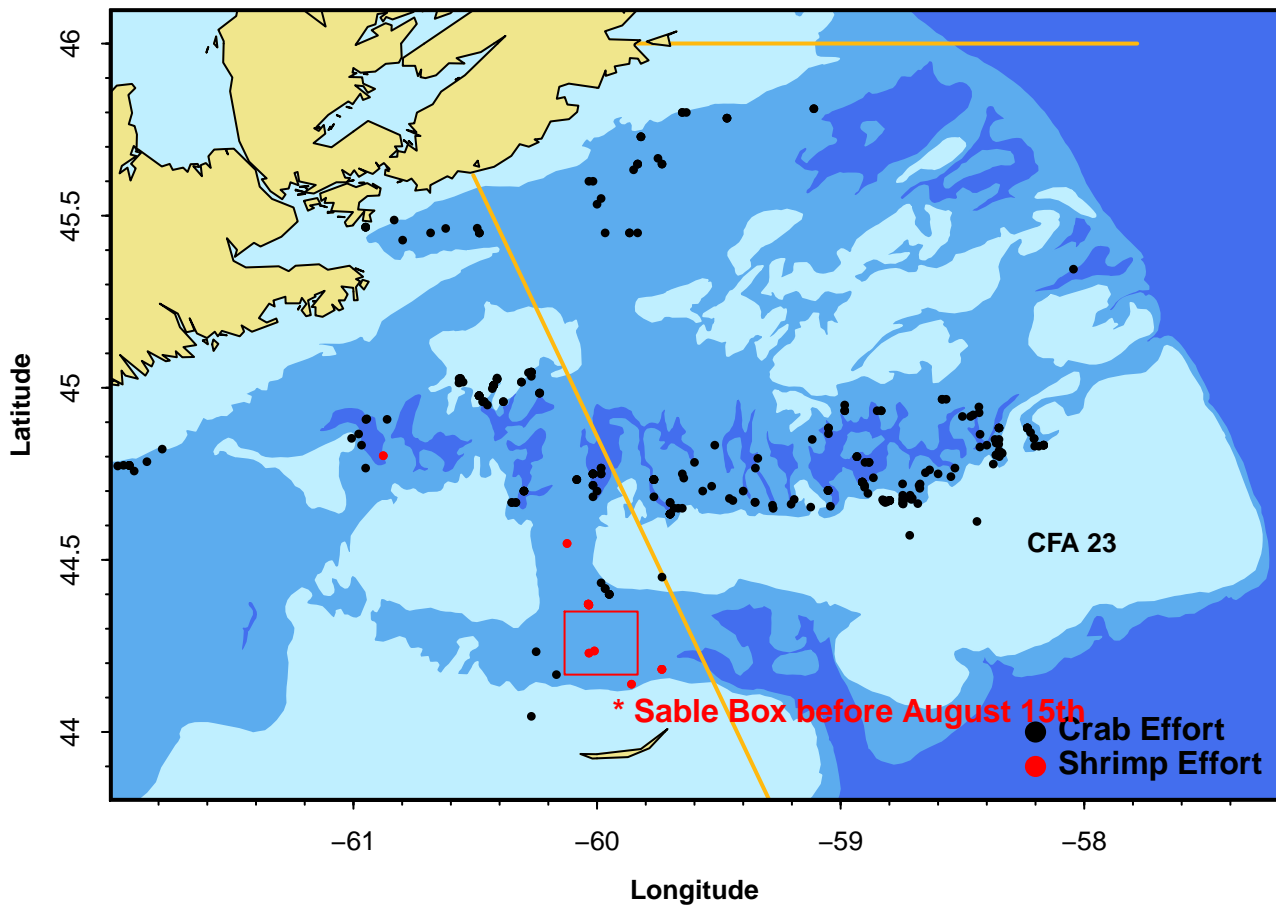 46
45.5
45
44.5
44
Latitude
CFA 23
* Sable Box before August 15th
Crab Effort
Shrimp Effort
−61
−60
−59
−58
Longitude